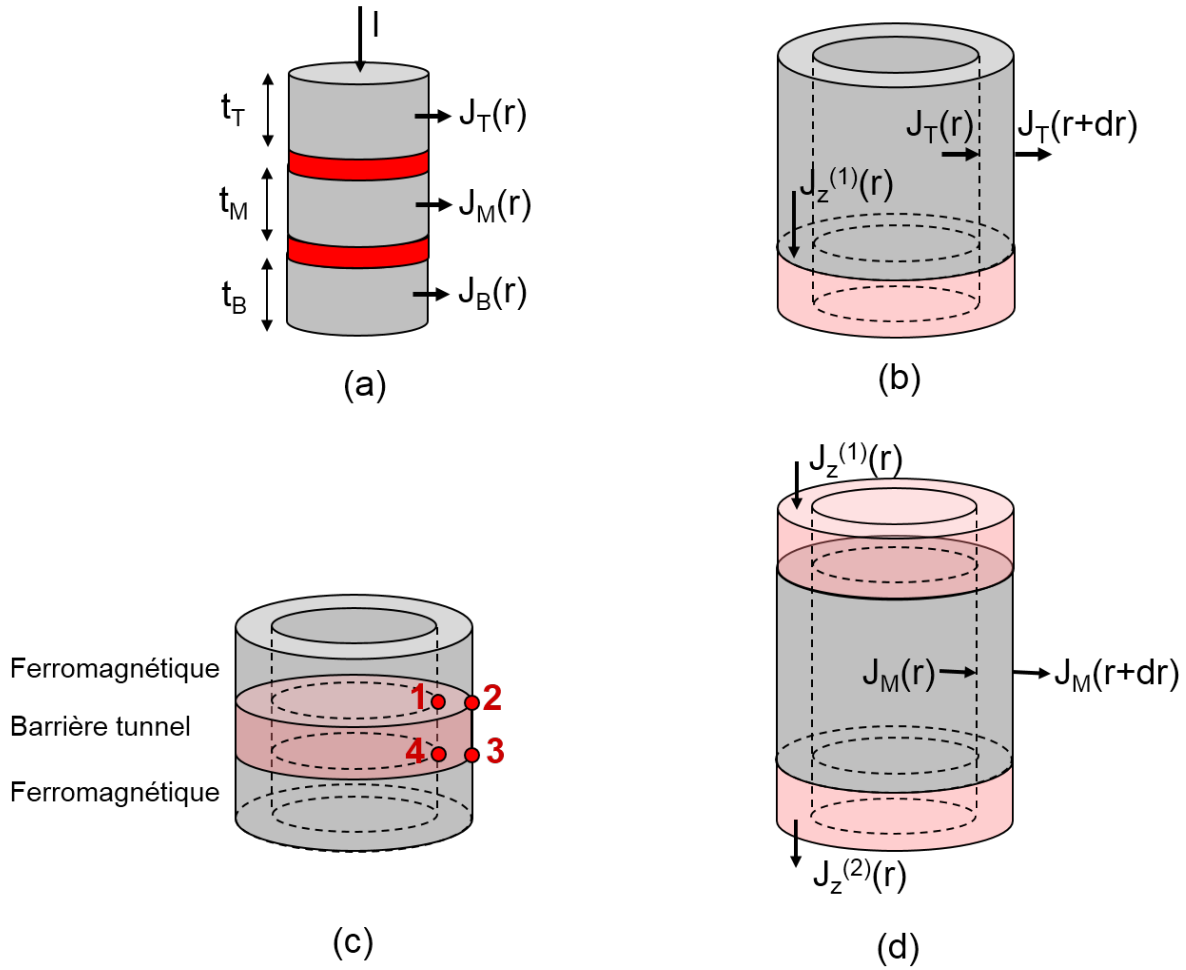 I
t_T
J_T(r)
t_M
J_M(r)
t_B
J_B(r)
(a)
J_T(r)
J_T(r+dr)
J_z^(1)(r)
(b)
Ferromagnétique
Barrière tunnel
Ferromagnétique
1
2
4
3
(c)
J_z^(1)(r)
J_M(r)
J_M(r+dr)
J_z^(2)(r)
(d)